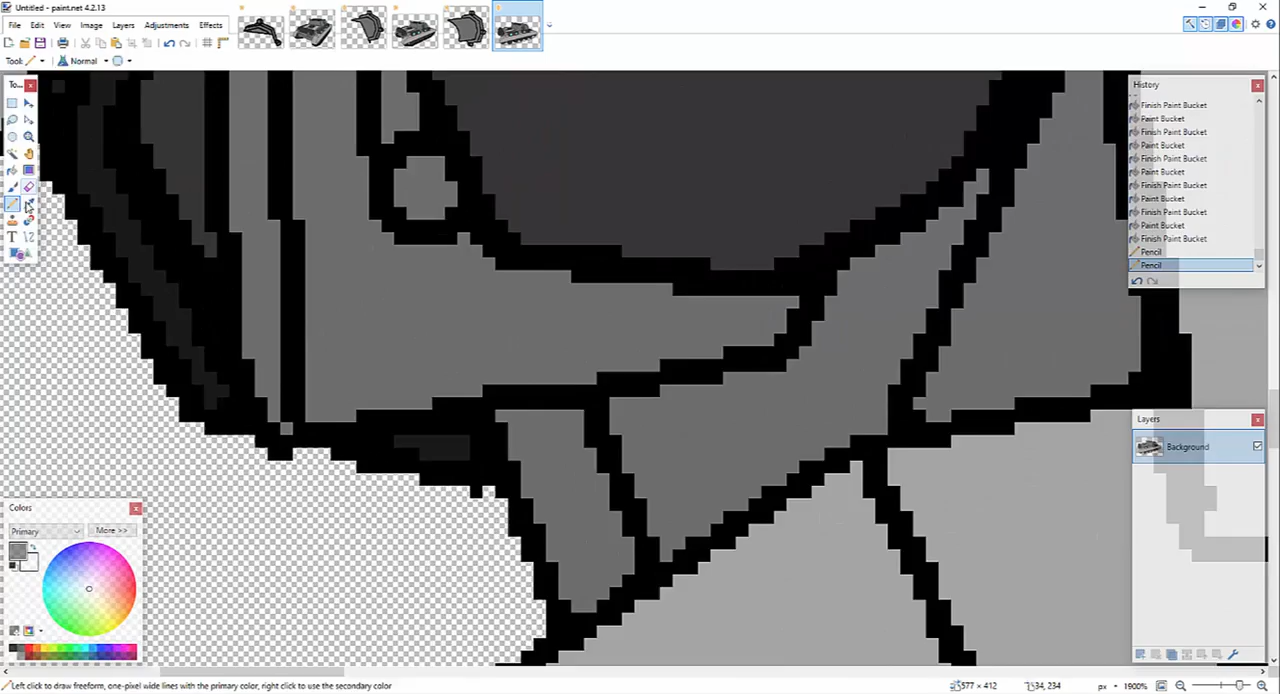 Untitled - paint.net 4.2.13
File Edit View Image Layers Adjustments Effects
Tool: Normal
To...
History
Finish Paint Bucket
Paint Bucket
Finish Paint Bucket
Paint Bucket
Finish Paint Bucket
Paint Bucket
Finish Paint Bucket
Paint Bucket
Finish Paint Bucket
Paint Bucket
Finish Paint Bucket
Pencil
Pencil
Layers
Background
Colors
Primary More >>
Left click to draw freeform, one-pixel wide lines with the primary color, right click to use the secondary color 577 × 412 734, 234 px 1900%